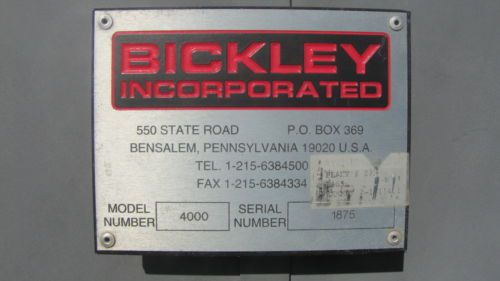 BICKLEY
INCORPORATED
550 STATE ROAD P.O. BOX 369
BENSALEM, PENNSYLVANIA 19020 U.S.A.
TEL. 1-215-6384500
FAX 1-215-6384334
MODEL NUMBER 4000 SERIAL NUMBER 1875